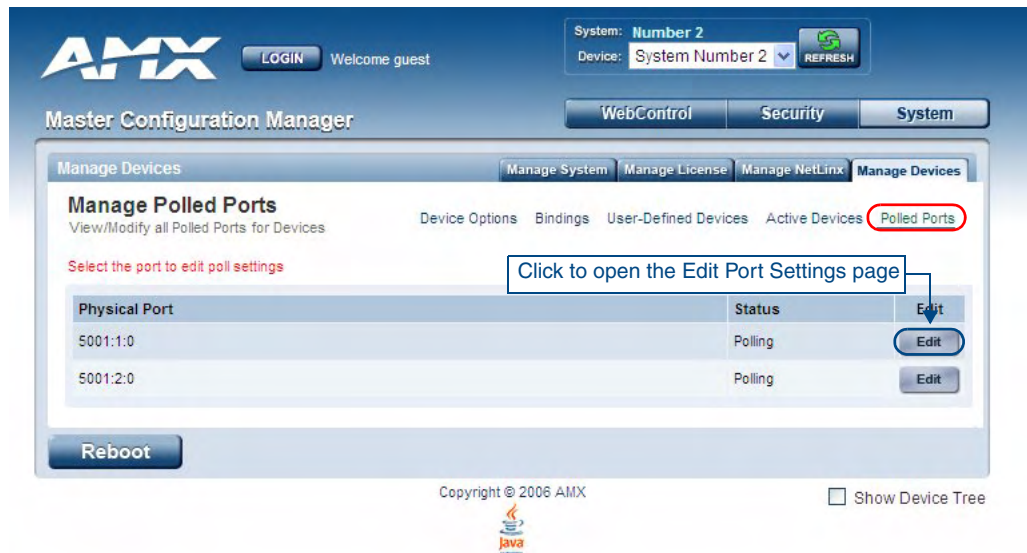 AMX
LOGIN Welcome guest
System: Number 2
Device: System Number 2
REFRESH
Master Configuration Manager
WebControl Security System
Manage Devices
Manage System Manage License Manage NetLinx Manage Devices
Manage Polled Ports
View/Modify all Polled Ports for Devices
Device Options Bindings User-Defined Devices Active Devices Polled Ports
Select the port to edit poll settings
Click to open the Edit Port Settings page
Physical Port Status Edit
5001:1:0 Polling Edit
5001:2:0 Polling Edit
Reboot
Copyright © 2006 AMX
Show Device Tree
Java